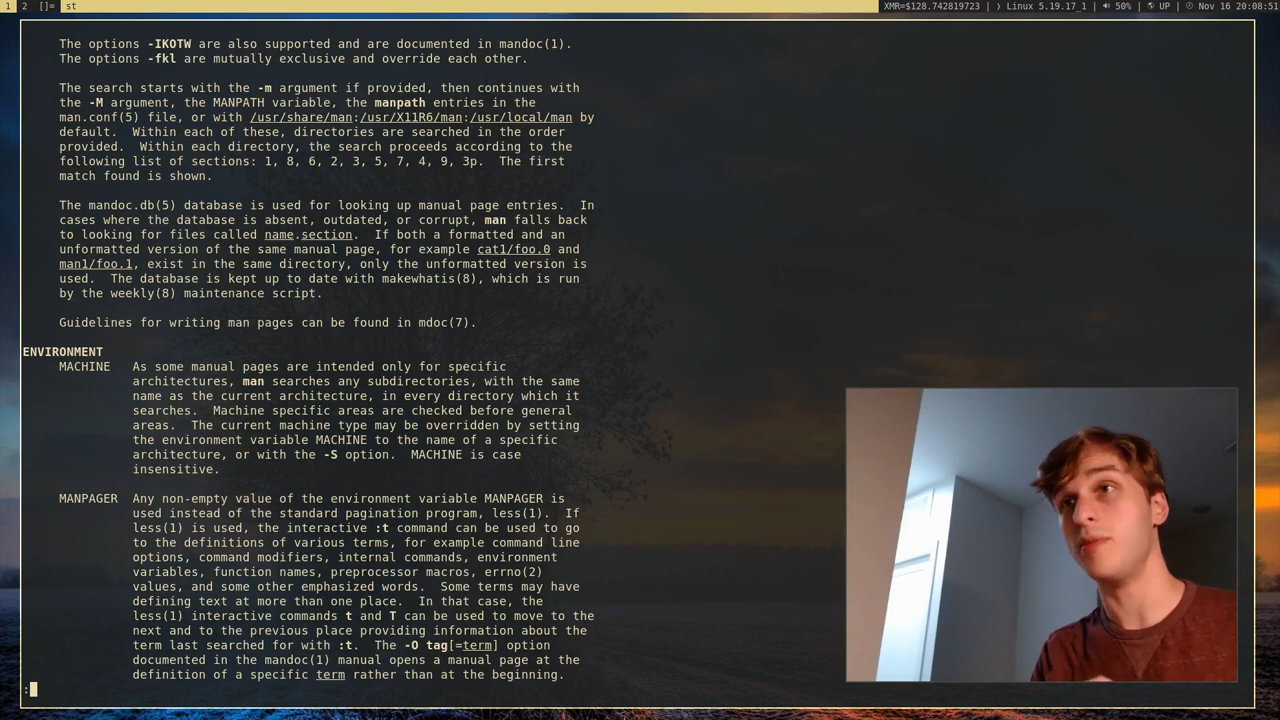 1 2 []= st XMR=$128.742819723 | Linux 5.19.17_1 | 50% | UP | Nov 16 20:08:51
The options -IKOTW are also supported and are documented in mandoc(1).
The options -fkl are mutually exclusive and override each other.
The search starts with the -m argument if provided, then continues with
the -M argument, the MANPATH variable, the manpath entries in the
man.conf(5) file, or with /usr/share/man:/usr/X11R6/man:/usr/local/man by
default.  Within each of these, directories are searched in the order
provided.  Within each directory, the search proceeds according to the
following list of sections: 1, 8, 6, 2, 3, 5, 7, 4, 9, 3p.  The first
match found is shown.
The mandoc.db(5) database is used for looking up manual page entries.  In
cases where the database is absent, outdated, or corrupt, man falls back
to looking for files called name.section.  If both a formatted and an
unformatted version of the same manual page, for example cat1/foo.0 and
man1/foo.1, exist in the same directory, only the unformatted version is
used.  The database is kept up to date with makewhatis(8), which is run
by the weekly(8) maintenance script.
Guidelines for writing man pages can be found in mdoc(7).
ENVIRONMENT
MACHINE   As some manual pages are intended only for specific
architectures, man searches any subdirectories, with the same
name as the current architecture, in every directory which it
searches.  Machine specific areas are checked before general
areas.  The current machine type may be overridden by setting
the environment variable MACHINE to the name of a specific
architecture, or with the -S option.  MACHINE is case
insensitive.
MANPAGER  Any non-empty value of the environment variable MANPAGER is
used instead of the standard pagination program, less(1).  If
less(1) is used, the interactive :t command can be used to go
to the definitions of various terms, for example command line
options, command modifiers, internal commands, environment
variables, function names, preprocessor macros, errno(2)
values, and some other emphasized words.  Some terms may have
defining text at more than one place.  In that case, the
less(1) interactive commands t and T can be used to move to the
next and to the previous place providing information about the
term last searched for with :t.  The -O tag[=term] option
documented in the mandoc(1) manual opens a manual page at the
definition of a specific term rather than at the beginning.
: